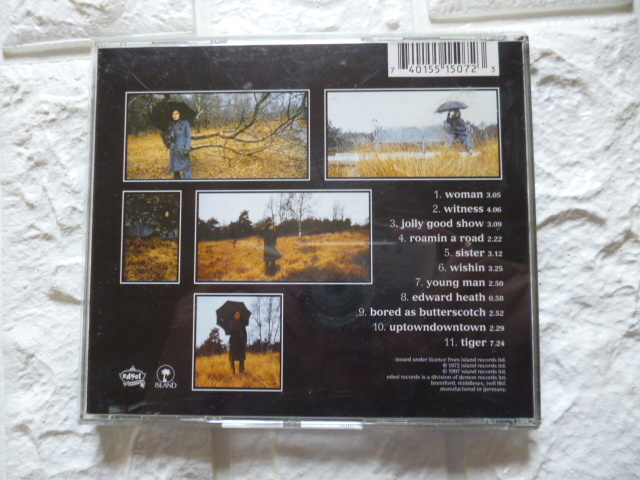 7 40155 15072 3
1. woman 3.05
2. witness 4.06
3. jolly good show 3.09
4. roamin a road 2.22
5. sister 3.12
6. wishin 3.25
7. young man 2.50
8. edward heath 0.58
9. bored as butterscotch 2.52
10. uptowndowntown 2.29
11. tiger 7.24
issued under licence from island records ltd.
℗ 1972 island records ltd.
© 1997 island records ltd.
edsel records is a division of demon records ltd.
brentford, middlesex, tw8 9hf.
manufactured in germany.
edsel
ISLAND